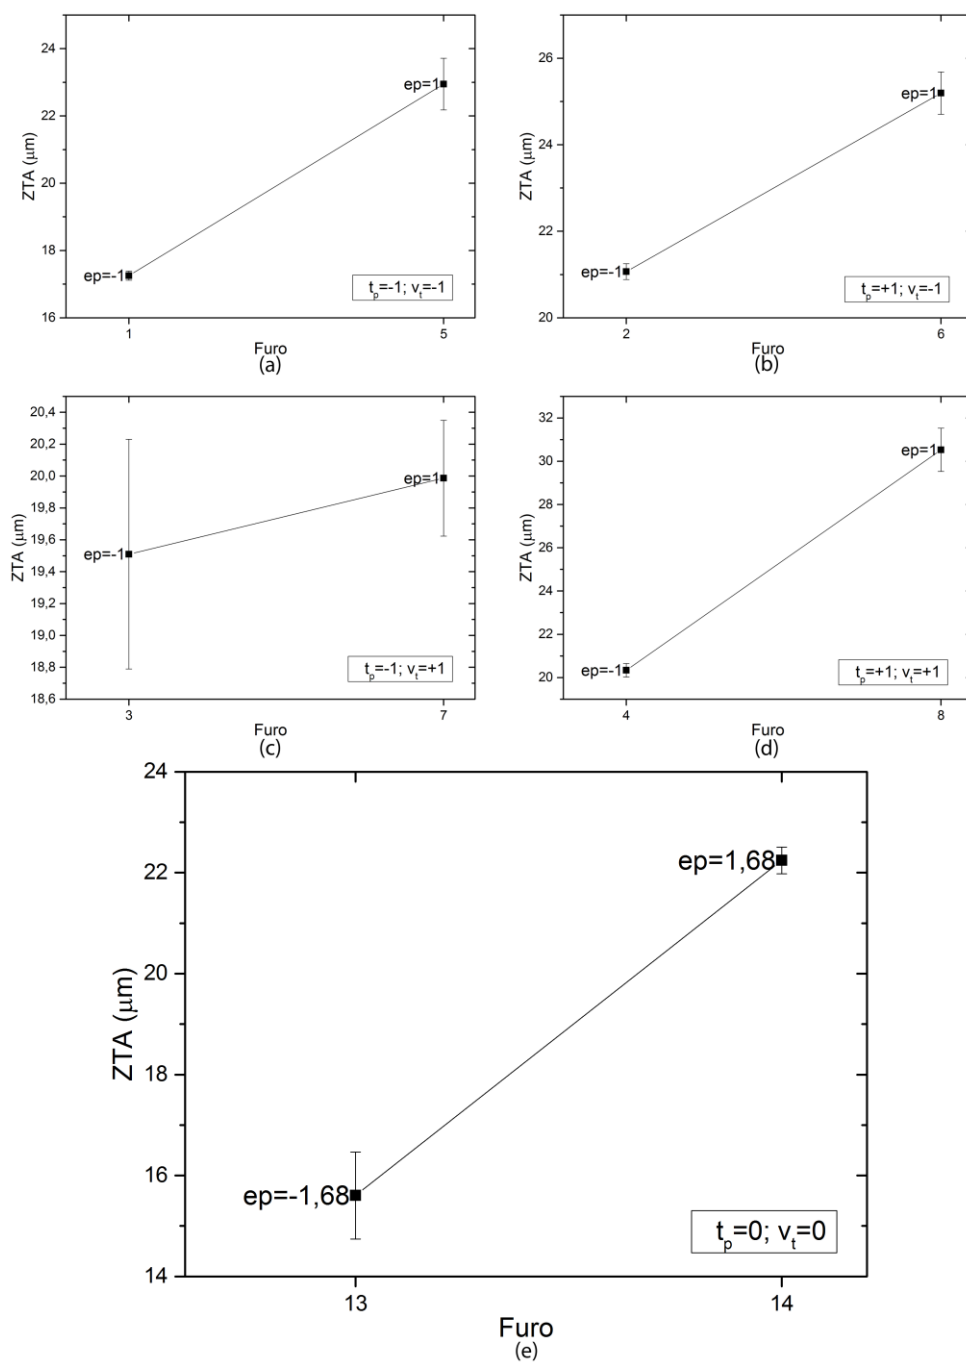 24
22
20
18
16
ZTA (μm)
ep=-1
ep=1
t_p=-1; v_t=-1
1
5
Furo
(a)
26
24
22
20
ZTA (μm)
ep=-1
ep=1
t_p=+1; v_t=-1
2
6
Furo
(b)
20,4
20,2
20,0
19,8
19,6
19,4
19,2
19,0
18,8
18,6
ZTA (μm)
ep=-1
ep=1
t_p=-1; v_t=+1
3
7
Furo
(c)
32
30
28
26
24
22
20
ZTA (μm)
ep=-1
ep=1
t_p=+1; v_t=+1
4
8
Furo
(d)
24
22
20
18
16
14
ZTA (μm)
ep=-1,68
ep=1,68
t_p=0; v_t=0
13
14
Furo
(e)